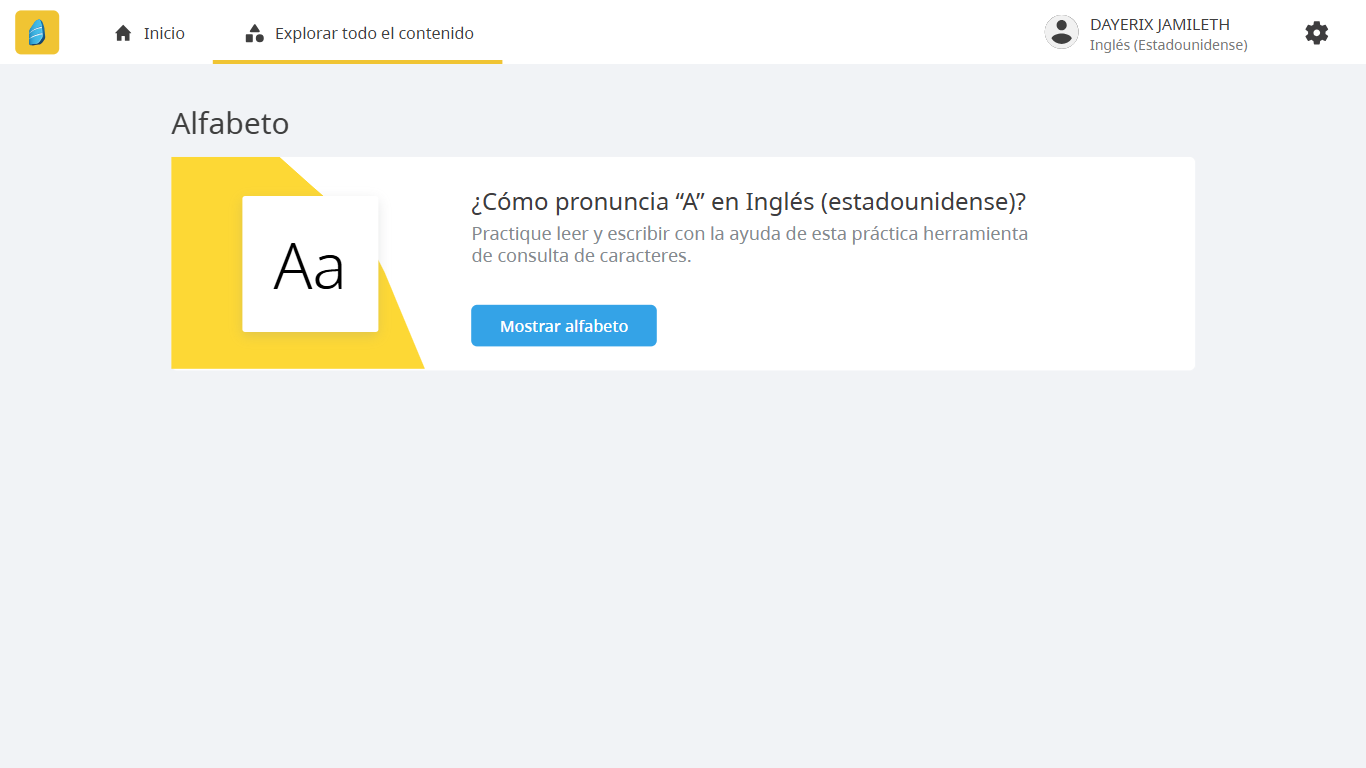 Inicio
Explorar todo el contenido
DAYERIX JAMILETH
Inglés (Estadounidense)
Alfabeto
Aa
¿Cómo pronuncia “A” en Inglés (estadounidense)?
Practique leer y escribir con la ayuda de esta práctica herramienta
de consulta de caracteres.
Mostrar alfabeto